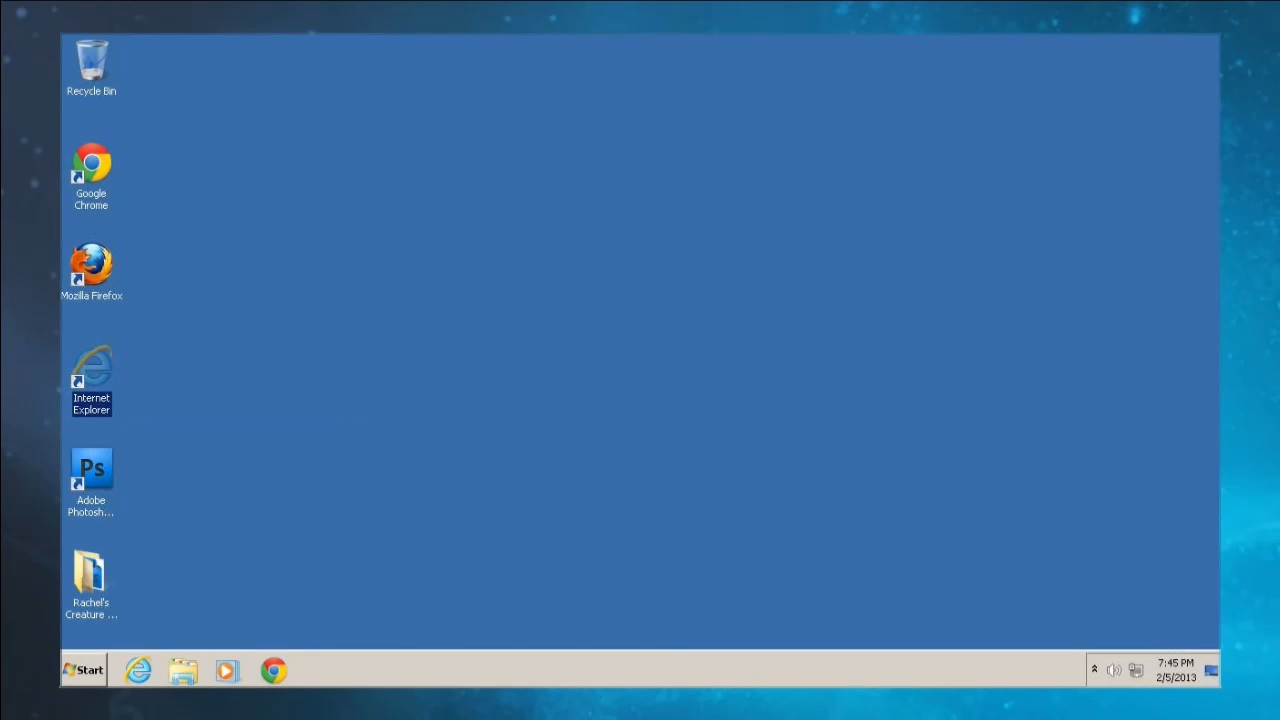 Recycle Bin
Google
Chrome
Mozilla Firefox
Internet
Explorer
Ps
Adobe
Photosh...
Rachel's
Creature ...
Start
7:45 PM
2/5/2013